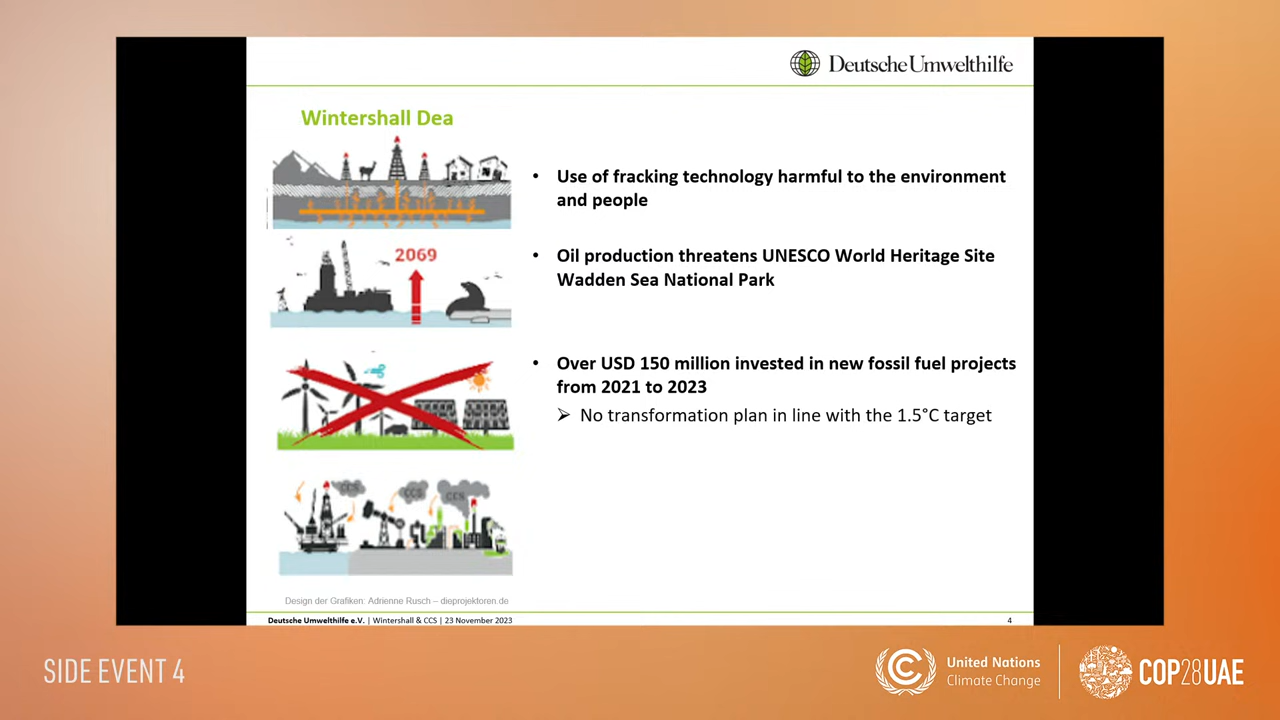 Deutsche Umwelthilfe
Wintershall Dea
• Use of fracking technology harmful to the environment
and people
2069
• Oil production threatens UNESCO World Heritage Site
Wadden Sea National Park
• Over USD 150 million invested in new fossil fuel projects
from 2021 to 2023
➢ No transformation plan in line with the 1.5°C target
CCS
CCS
CCS
Design der Grafiken: Adrienne Rusch – dieprojektoren.de
Deutsche Umwelthilfe e.V. | Wintershall & CCS | 23 November 2023
4
SIDE EVENT 4
United Nations
Climate Change
COP28UAE